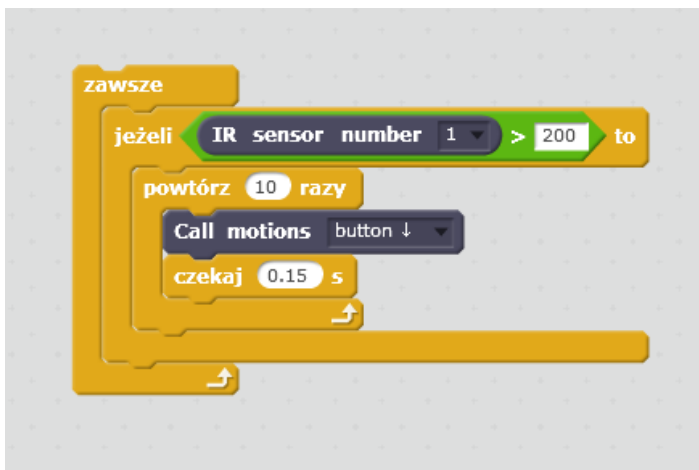 zawsze
jeżeli IR sensor number 1 > 200 to
powtórz 10 razy
Call motions button ↓
czekaj 0.15 s